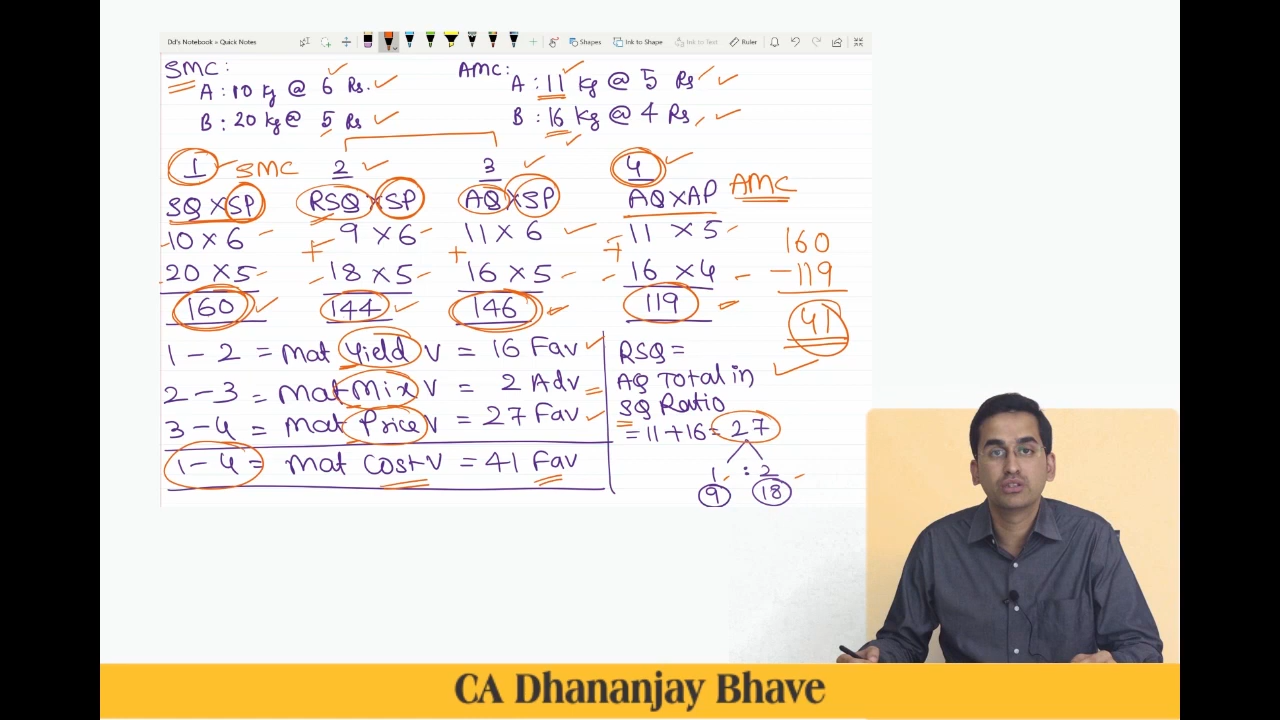 Dd's Notebook » Quick Notes
Shapes Ink to Shape Ink to Text Ruler
SMC: AMC:
A : 10 Kg @ 6 Rs. A : 11 Kg @ 5 Rs
B : 20 Kg @ 5 Rs B : 16 Kg @ 4 Rs
1 SMC 2 3 4
SQ x SP RSQ x SP AQ x SP AQ x AP AMC
10 x 6 + 9 x 6 + 11 x 6 + 11 x 5 160
20 x 5 18 x 5 16 x 5 16 x 4 - 119
160 144 146 119 41
1 - 2 = mat Yield V = 16 Fav
2 - 3 = mat Mix V = 2 Adv
3 - 4 = mat Price V = 27 Fav
1 - 4 = mat Cost V = 41 Fav
RSQ =
AQ Total in
SQ Ratio
= 11 + 16 = 27
1 : 2
9 18
CA Dhananjay Bhave